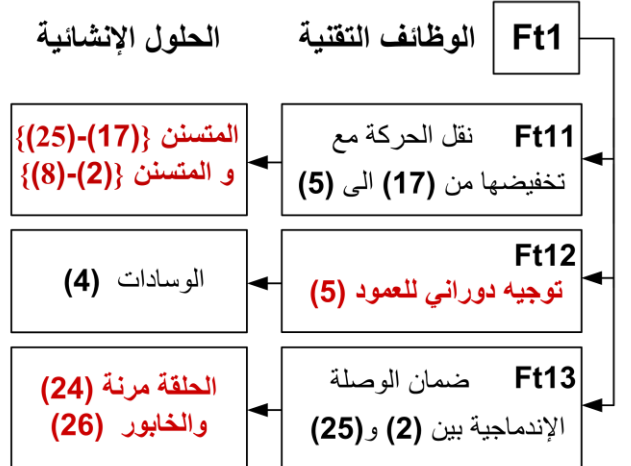 Ft1 الوظائف التقنية الحلول الإنشائية
Ft11 نقل الحركة مع
تخفيضها من (17) الى (5)
المتسنن {(17)-(25)}
و المتسنن {(2)-(8)}
Ft12
توجيه دوراني للعمود (5)
الوسادات (4)
Ft13 ضمان الوصلة
الإندماجية بين (2) و(25)
الحلقة مرنة (24)
والخابور (26)